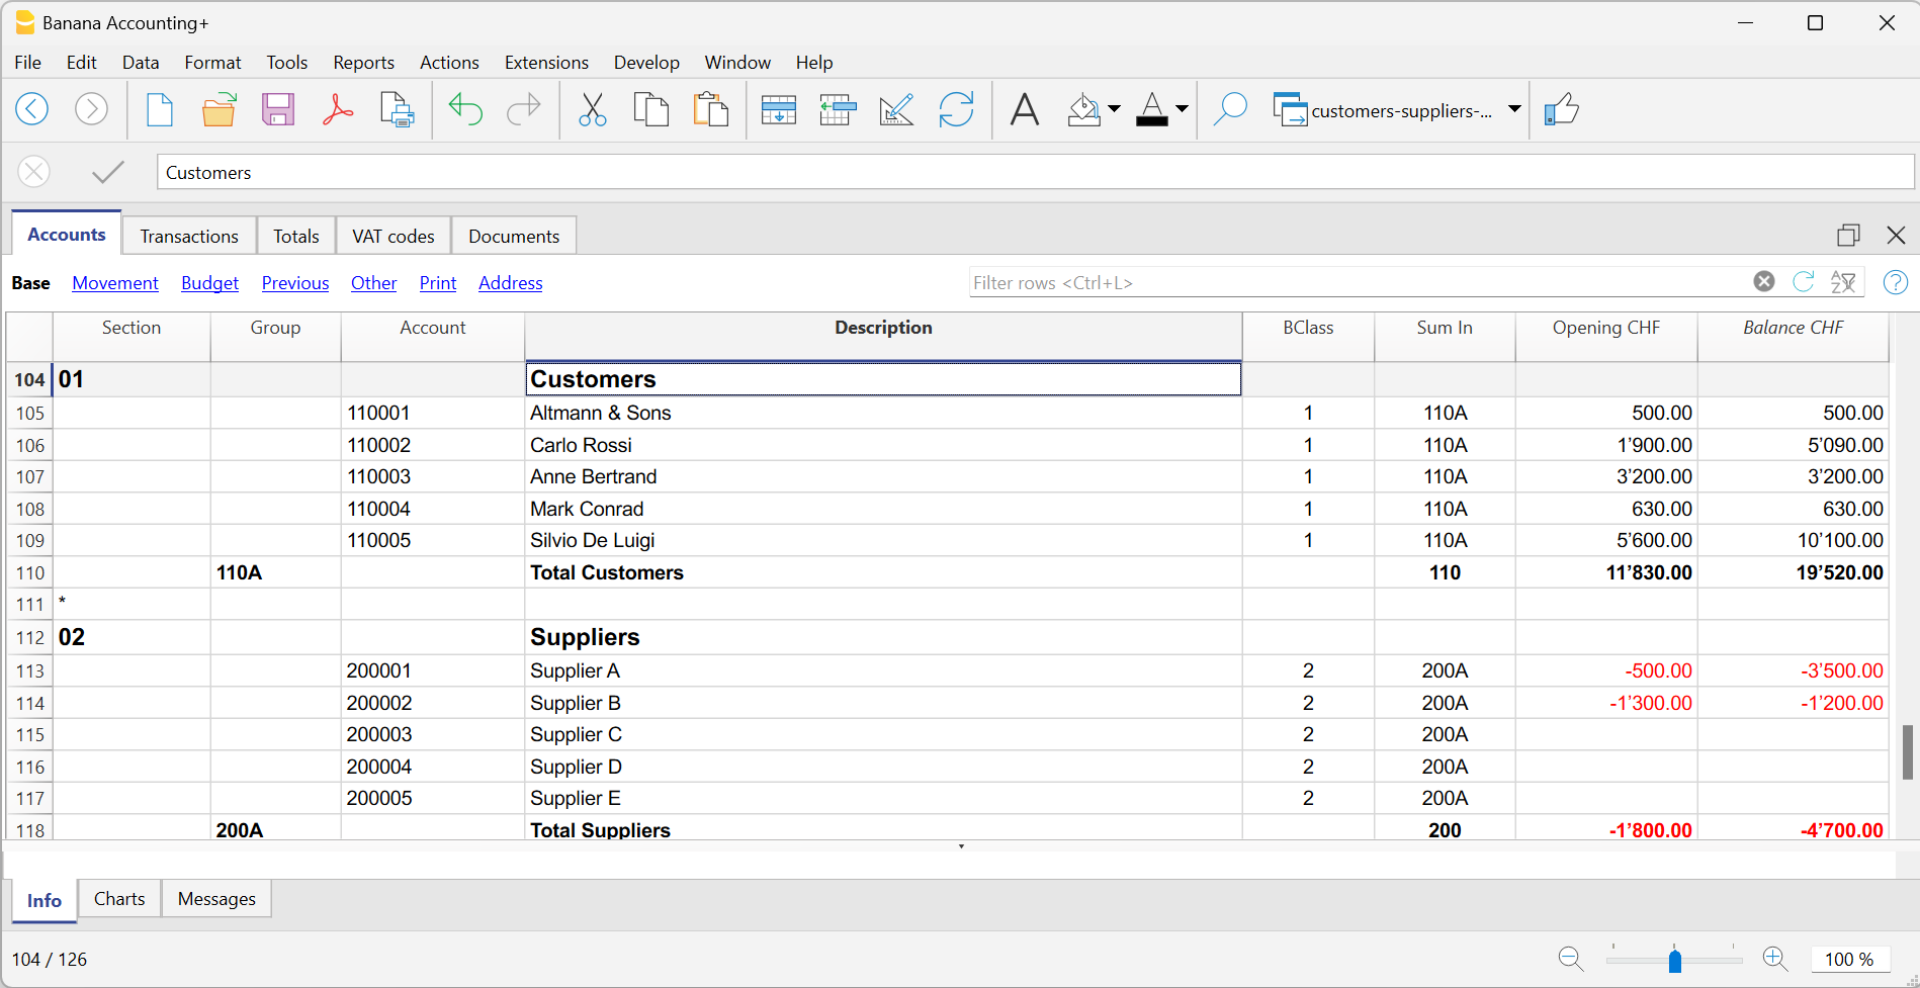 Banana Accounting+
File Edit Data Format Tools Reports Actions Extensions Develop Window Help
customers-suppliers-...
Customers
Accounts Transactions Totals VAT codes Documents
Base Movement Budget Previous Other Print Address Filter rows <Ctrl+L>
Section Group Account Description BClass Sum In Opening CHF Balance CHF
104 01 Customers
105 110001 Altmann & Sons 1 110A 500.00 500.00
106 110002 Carlo Rossi 1 110A 1'900.00 5'090.00
107 110003 Anne Bertrand 1 110A 3'200.00 3'200.00
108 110004 Mark Conrad 1 110A 630.00 630.00
109 110005 Silvio De Luigi 1 110A 5'600.00 10'100.00
110 110A Total Customers 110 11'830.00 19'520.00
111 *
112 02 Suppliers
113 200001 Supplier A 2 200A -500.00 -3'500.00
114 200002 Supplier B 2 200A -1'300.00 -1'200.00
115 200003 Supplier C 2 200A
116 200004 Supplier D 2 200A
117 200005 Supplier E 2 200A
118 200A Total Suppliers 200 -1'800.00 -4'700.00
Info Charts Messages
104 / 126 100 %